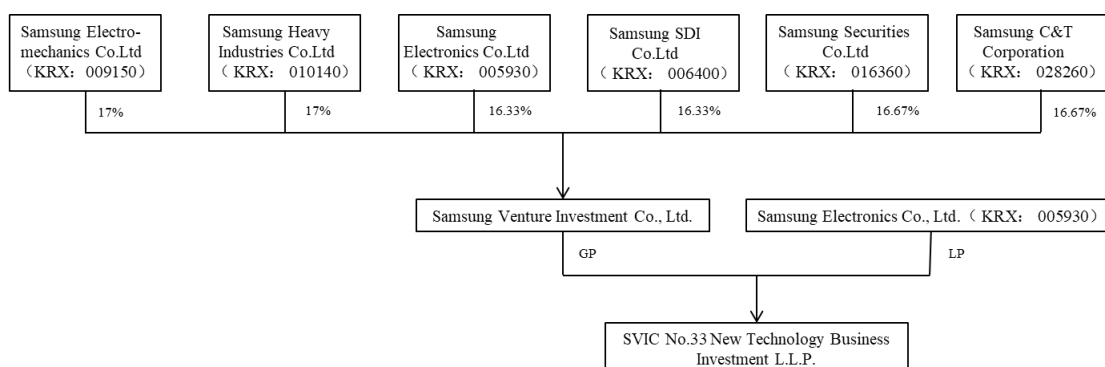 Samsung Electro-
mechanics Co.Ltd
（KRX： 009150）
Samsung Heavy
Industries Co.Ltd
（ KRX： 010140）
Samsung
Electronics Co.Ltd
（ KRX： 005930）
Samsung SDI
Co.Ltd
（ KRX： 006400）
Samsung Securities
Co.Ltd
（ KRX： 016360）
Samsung C&T
Corporation
（ KRX： 028260）
17%
17%
16.33%
16.33%
16.67%
16.67%
Samsung Venture Investment Co., Ltd.
Samsung Electronics Co., Ltd.（ KRX： 005930）
GP
LP
SVIC No.33 New Technology Business
Investment L.L.P.